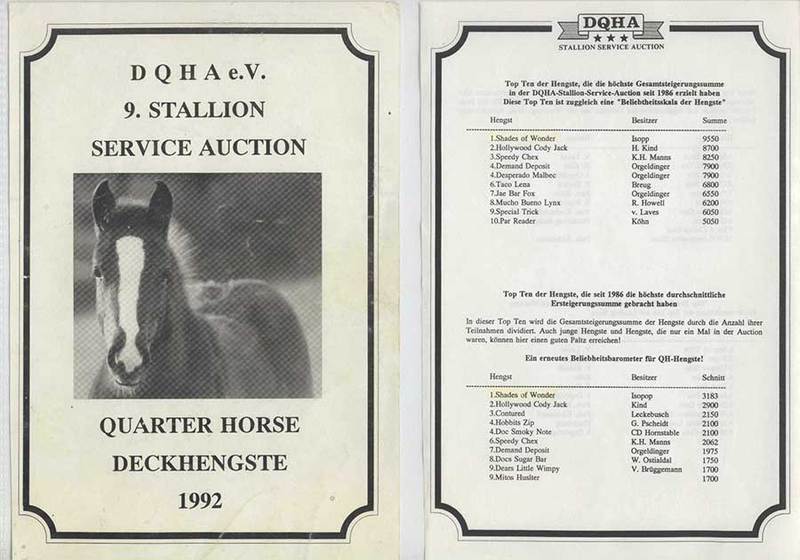 D Q H A e.V.
9. STALLION
SERVICE AUCTION
QUARTER HORSE
DECKHENGSTE
1992
DQHA
STALLION SERVICE AUCTION
Top Ten der Hengste, die die höchste Gesamtsteigerungssumme
in der DQHA-Stallion-Service-Auction seit 1986 erzielt haben
Diese Top Ten ist zuggleich eine "Beliebtheitsskala der Hengste"
Hengst Besitzer Summe
1.Shades of Wonder Isopp 9550
2.Hollywood Cody Jack H. Kind 8700
3.Speedy Chex K.H. Manns 8250
4.Demand Deposit Orgeldinger 7900
4.Desperado Malbec Orgeldinger 7900
6.Taco Lena Breug 6800
7.Jae Bar Fox Orgeldinger 6550
8.Mucho Bueno Lynx R. Howell 6200
9.Special Trick v. Laves 6050
10.Par Reader Köhn 5050
Top Ten der Hengste, die seit 1986 die höchste durchschnittliche
Ersteigerungssumme gebracht haben
In dieser Top Ten wird die Gesamtsteigerungssumme der Hengste durch die Anzahl ihrer
Teilnahmen dividiert. Auch junge Hengste und Hengste, die nur ein Mal in der Auction
waren, können hier einen guten Paltz erreichen!
Ein erneutes Beliebheitsbarometer für QH-Hengste!
Hengst Besitzer Schnitt
1.Shades of Wonder Isopop 3183
2.Hollywood Cody Jack Kind 2900
3.Contured Leckebusch 2150
4.Hobbits Zip G. Pscheidt 2100
4.Doc Smoky Note CD Hornstable 2100
6.Speedy Chex K.H. Manns 2062
7.Demand Deposit Orgeldinger 1975
8.Docs Sugar Bar W. Ostialdal 1750
9.Dears Little Wimpy V. Brüggemann 1700
9.Mitos Huslter 1700